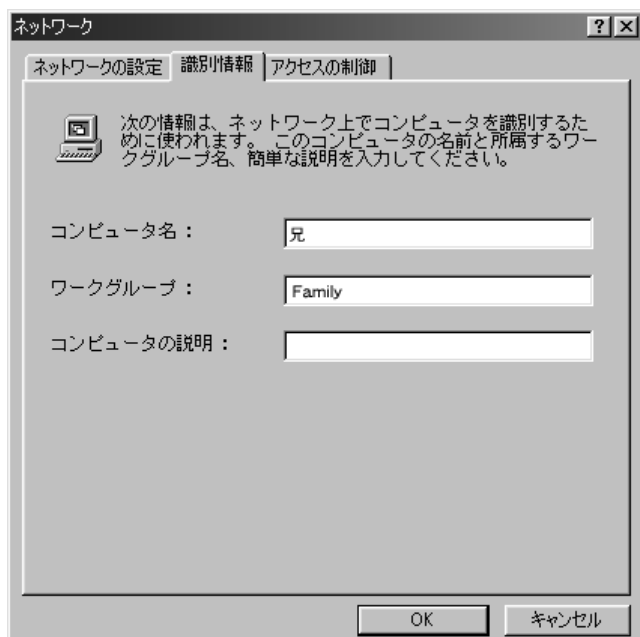 ネットワーク
ネットワークの設定 識別情報 アクセスの制御
次の情報は、ネットワーク上でコンピュータを識別するた
めに使われます。 このコンピュータの名前と所属するワー
クグループ名、簡単な説明を入力してください。
コンピュータ名： 兄
ワークグループ： Family
コンピュータの説明：
OK キャンセル